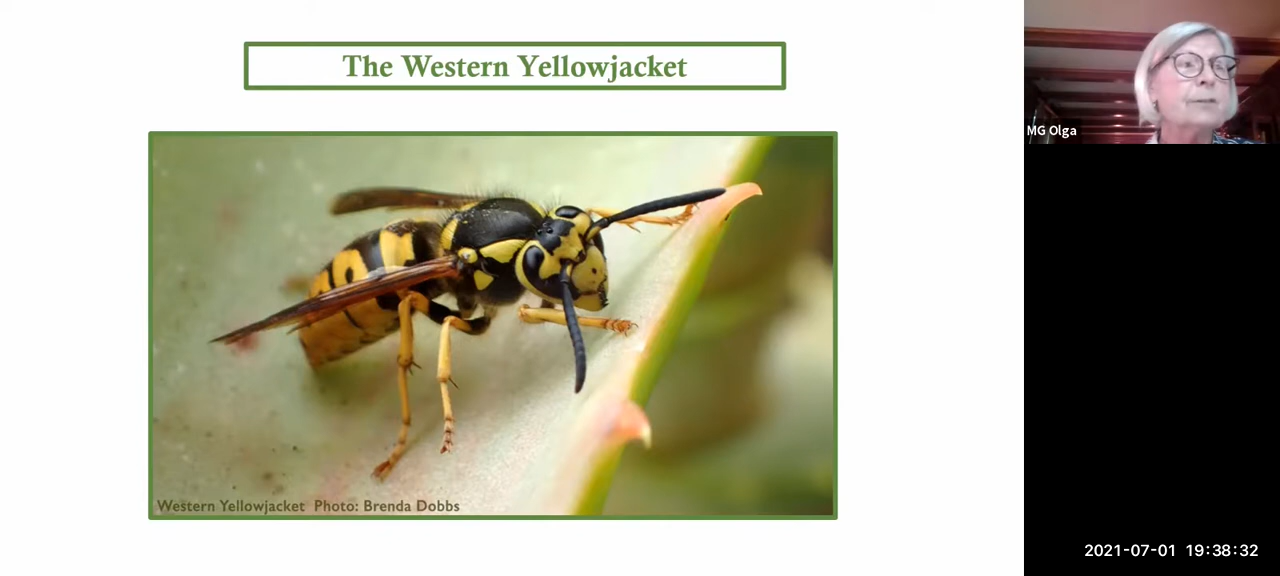 The Western Yellowjacket
MG Olga
Western Yellowjacket Photo: Brenda Dobbs
2021-07-01 19:38:32